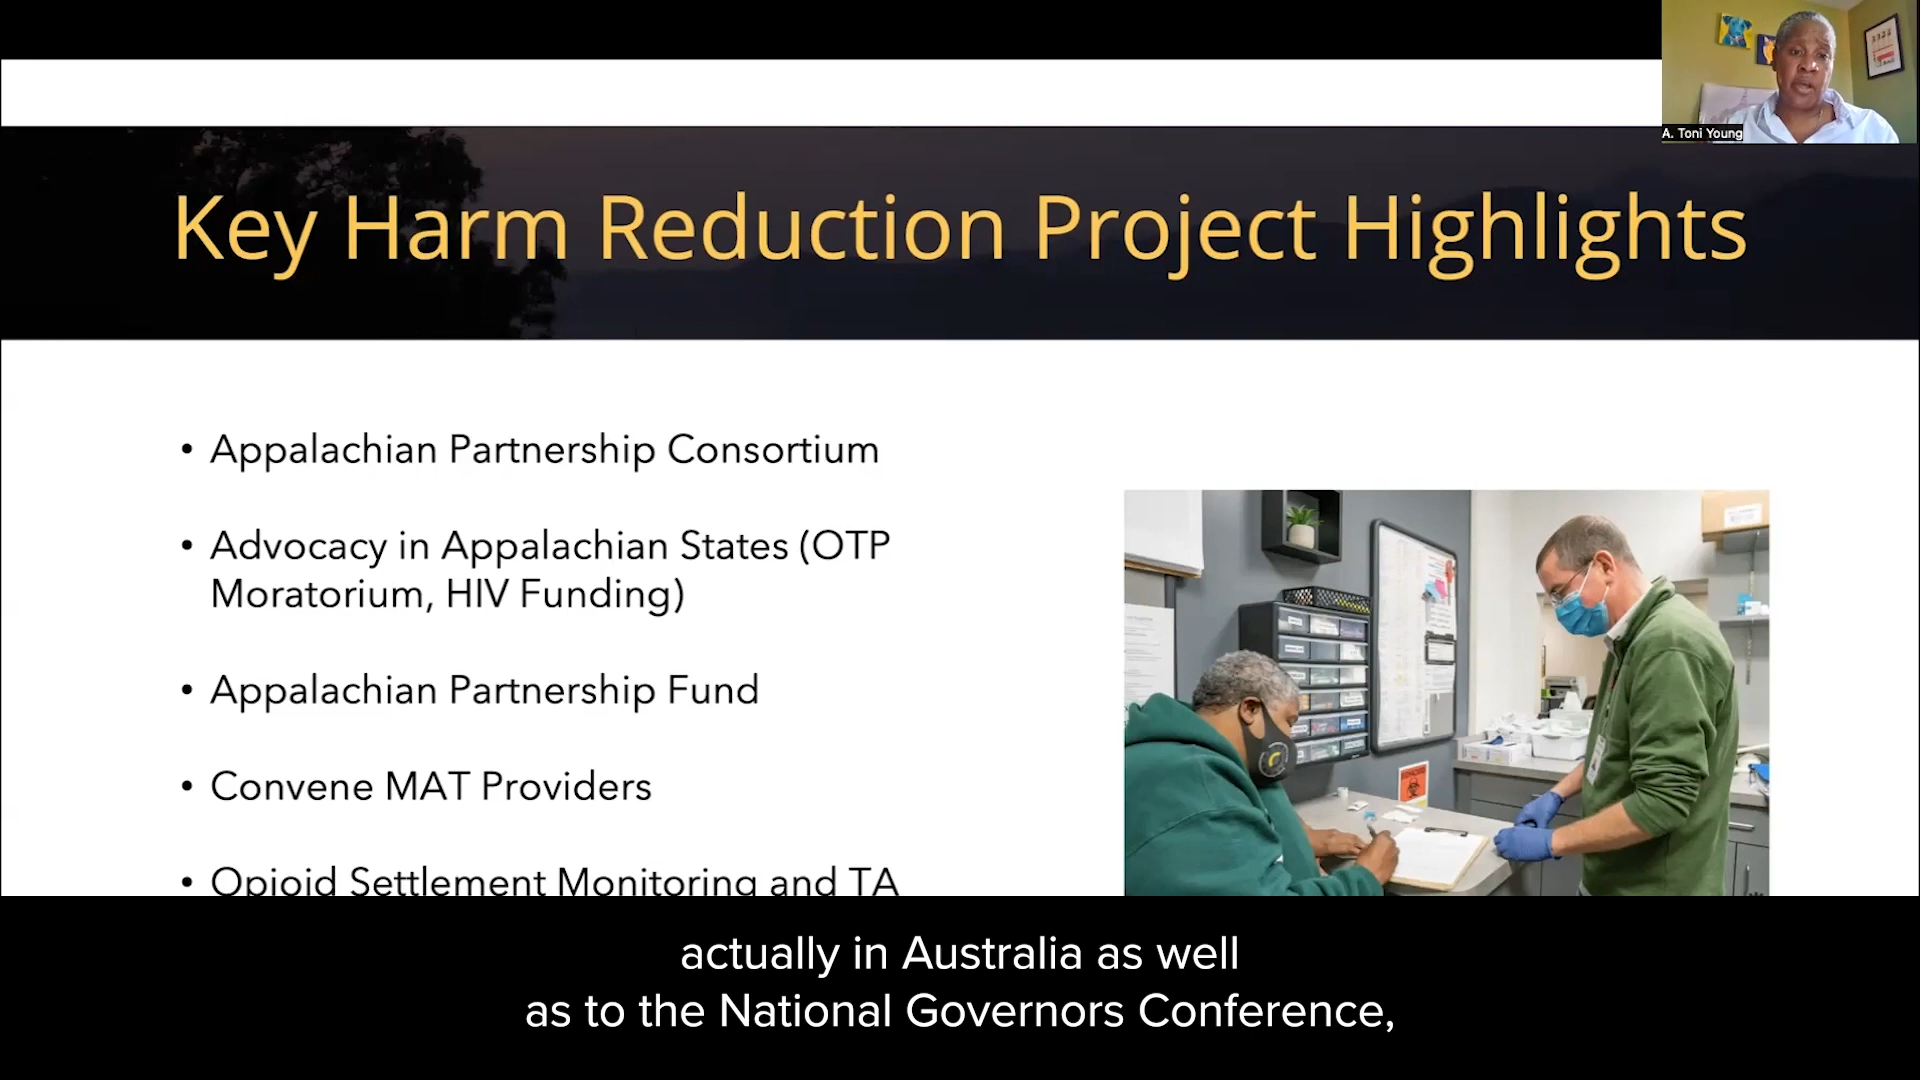 A. Toni Young
Key Harm Reduction Project Highlights
• Appalachian Partnership Consortium
• Advocacy in Appalachian States (OTP
Moratorium, HIV Funding)
• Appalachian Partnership Fund
• Convene MAT Providers
• Opioid Settlement Monitoring and TA
actually in Australia as well
as to the National Governors Conference,